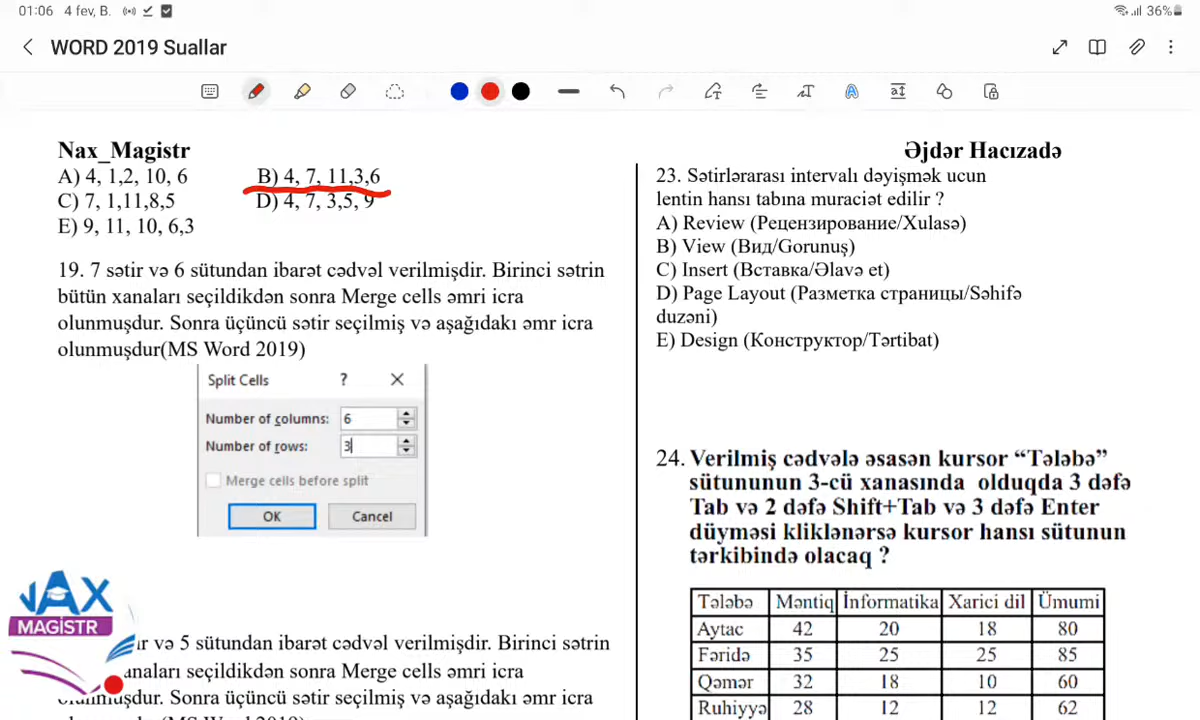 01:06 4 fev, B.
36%
WORD 2019 Suallar
Nax_Magistr
A) 4, 1,2, 10, 6 B) 4, 7, 11,3,6
C) 7, 1,11,8,5 D) 4, 7, 3,5, 9
E) 9, 11, 10, 6,3
19. 7 sətir və 6 sütundan ibarət cədvəl verilmişdir. Birinci sətrin
bütün xanaları seçildikdən sonra Merge cells əmri icra
olunmuşdur. Sonra üçüncü sətir seçilmiş və aşağıdakı əmr icra
olunmuşdur(MS Word 2019)
Split Cells ?
Number of columns: 6
Number of rows: 3
Merge cells before split
OK Cancel
və 5 sütundan ibarət cədvəl verilmişdir. Birinci sətrin
sonra Merge cells əmri icra
Sonra üçüncü sətir seçilmiş və aşağıdakı əmr icra
NAX
MAGİSTR
Əjdər Hacızadə
23. Sətirlərarası intervalı dəyişmək ucun
lentin hansı tabına muraciət edilir ?
A) Review (Рецензирование/Xulasə)
B) View (Вид/Gorunuş)
C) Insert (Вставка/Əlavə et)
D) Page Layout (Разметка страницы/Səhifə
duzəni)
E) Design (Конструктор/Tərtibat)
24. Verilmiş cədvələ əsasən kursor “Tələbə”
sütununun 3-cü xanasında olduqda 3 dəfə
Tab və 2 dəfə Shift+Tab və 3 dəfə Enter
düyməsi kliklənərsə kursor hansı sütunun
tərkibində olacaq ?
Tələbə Məntiq İnformatika Xarici dil Ümumi
Aytac 42 20 18 80
Fəridə 35 25 25 85
Qəmər 32 18 10 60
Ruhiyyə 28 12 12 62